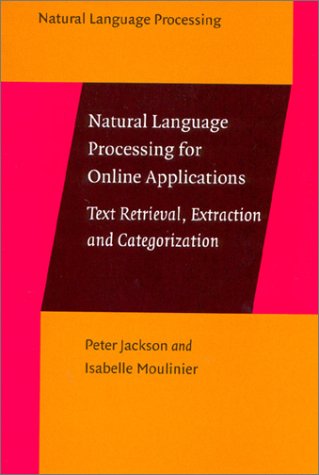 Natural Language Processing
Natural Language
Processing for
Online Applications
Text Retrieval, Extraction
and Categorization
Peter Jackson and
Isabelle Moulinier